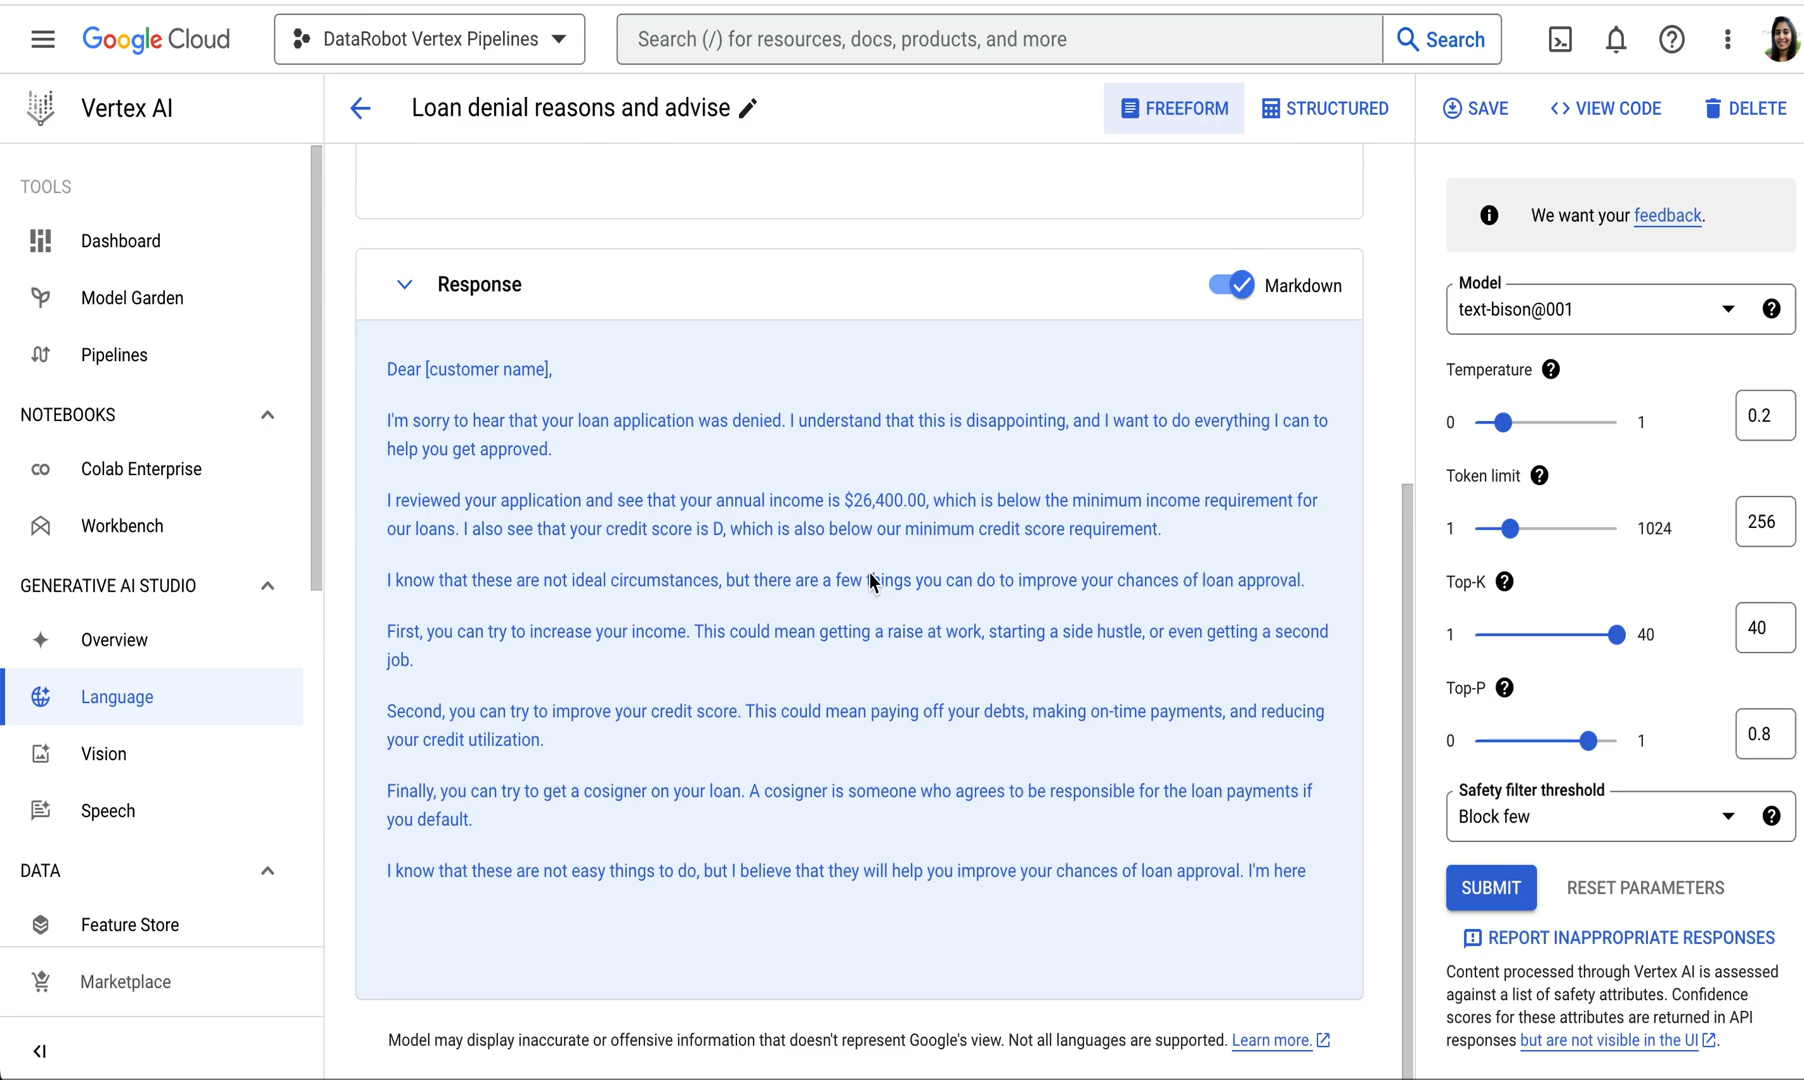 Google Cloud
DataRobot Vertex Pipelines
Search (/) for resources, docs, products, and more
Search
Vertex AI
Loan denial reasons and advise
FREEFORM
STRUCTURED
SAVE
<> VIEW CODE
DELETE
TOOLS
Dashboard
Model Garden
Pipelines
NOTEBOOKS
Colab Enterprise
Workbench
GENERATIVE AI STUDIO
Overview
Language
Vision
Speech
DATA
Feature Store
Marketplace
Response
Markdown
Dear [customer name],
I'm sorry to hear that your loan application was denied. I understand that this is disappointing, and I want to do everything I can to
help you get approved.
I reviewed your application and see that your annual income is $26,400.00, which is below the minimum income requirement for
our loans. I also see that your credit score is D, which is also below our minimum credit score requirement.
I know that these are not ideal circumstances, but there are a few things you can do to improve your chances of loan approval.
First, you can try to increase your income. This could mean getting a raise at work, starting a side hustle, or even getting a second
job.
Second, you can try to improve your credit score. This could mean paying off your debts, making on-time payments, and reducing
your credit utilization.
Finally, you can try to get a cosigner on your loan. A cosigner is someone who agrees to be responsible for the loan payments if
you default.
I know that these are not easy things to do, but I believe that they will help you improve your chances of loan approval. I'm here
Model may display inaccurate or offensive information that doesn't represent Google's view. Not all languages are supported. Learn more.
We want your feedback.
Model
text-bison@001
Temperature
0 1 0.2
Token limit
1 1024 256
Top-K
1 40 40
Top-P
0 1 0.8
Safety filter threshold
Block few
SUBMIT
RESET PARAMETERS
REPORT INAPPROPRIATE RESPONSES
Content processed through Vertex AI is assessed
against a list of safety attributes. Confidence
scores for these attributes are returned in API
responses but are not visible in the UI.